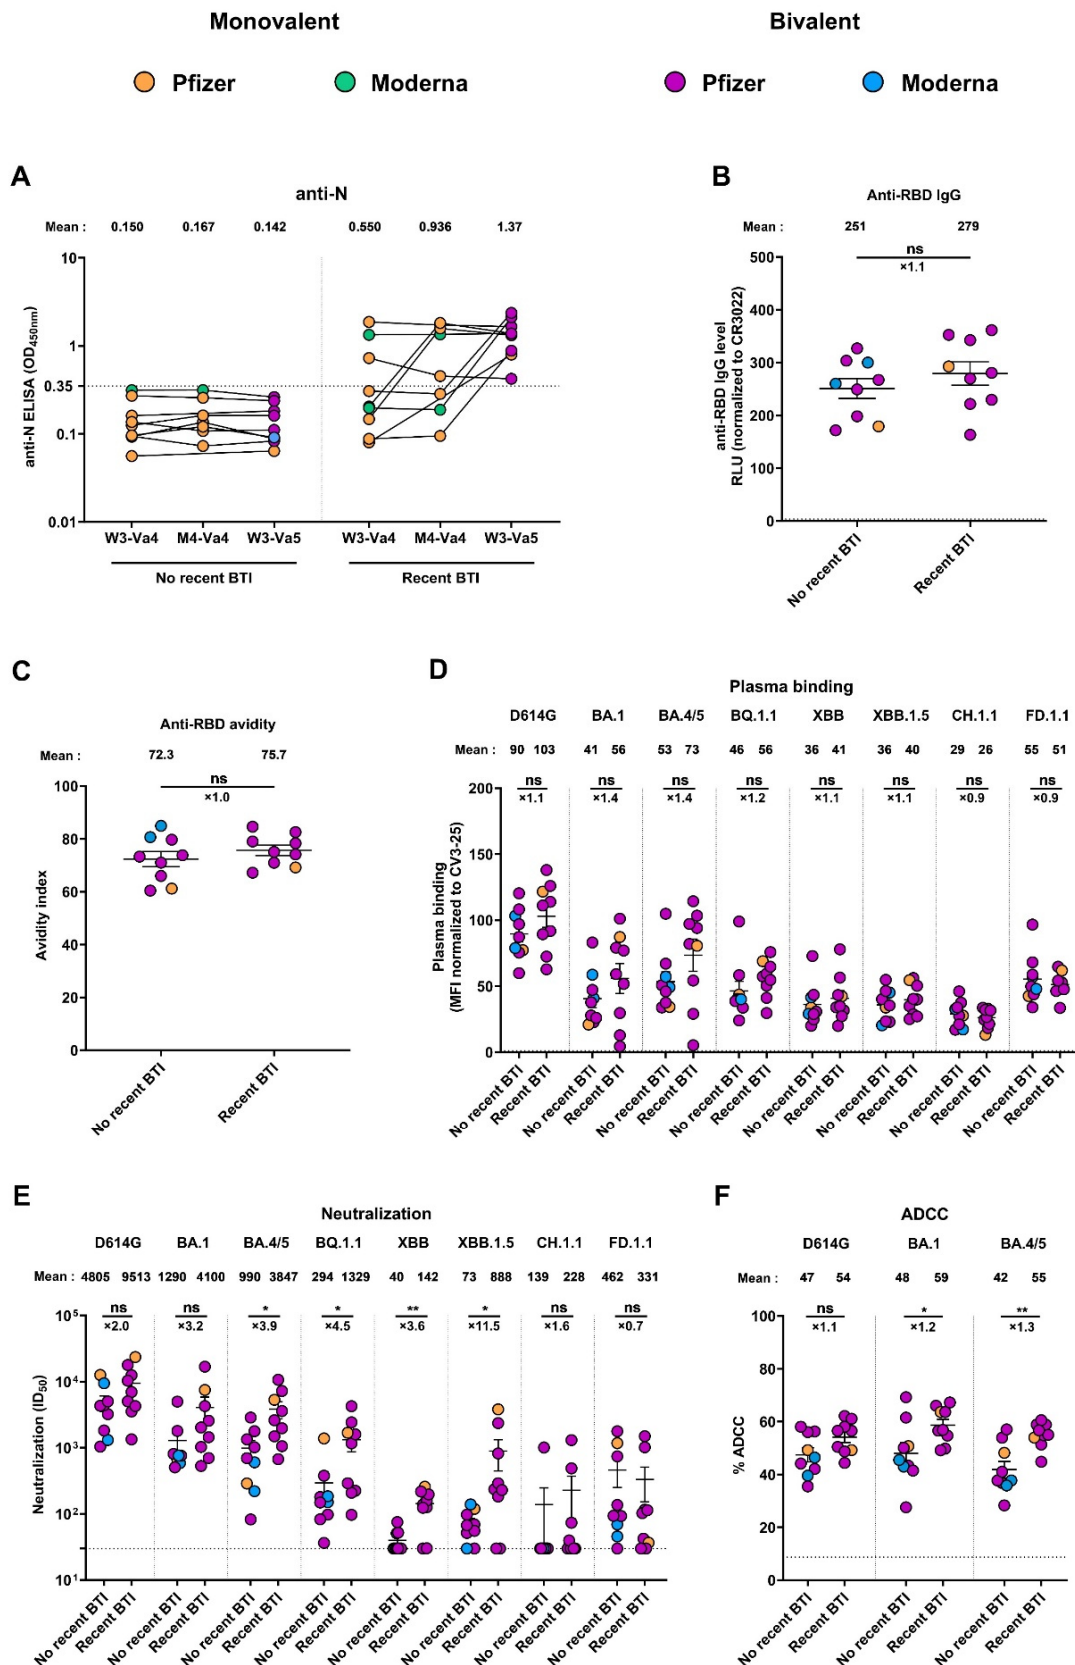 Monovalent Bivalent
Pfizer Moderna Pfizer Moderna
A
anti-N
Mean : 0.150 0.167 0.142 0.550 0.936 1.37
anti-N ELISA (OD450nm)
10
1
0.35
0.1
0.01
W3-Va4 M4-Va4 W3-Va5 W3-Va4 M4-Va4 W3-Va5
No recent BTI Recent BTI
B
Anti-RBD IgG
Mean : 251 279
ns
×1.1
anti-RBD IgG level
RLU (normalized to CR3022)
500
400
300
200
100
0
No recent BTI Recent BTI
C
Anti-RBD avidity
Mean : 72.3 75.7
ns
×1.0
Avidity index
100
80
60
40
20
0
No recent BTI Recent BTI
D
Plasma binding
D614G BA.1 BA.4/5 BQ.1.1 XBB XBB.1.5 CH.1.1 FD.1.1
Mean : 90 103 41 56 53 73 46 56 36 41 36 40 29 26 55 51
ns ns ns ns ns ns ns ns
×1.1 ×1.4 ×1.4 ×1.2 ×1.1 ×1.1 ×0.9 ×0.9
Plasma binding
(MFI normalized to CV3-25)
200
150
100
50
0
No recent BTI Recent BTI No recent BTI Recent BTI No recent BTI Recent BTI No recent BTI Recent BTI No recent BTI Recent BTI No recent BTI Recent BTI No recent BTI Recent BTI No recent BTI Recent BTI
E
Neutralization
D614G BA.1 BA.4/5 BQ.1.1 XBB XBB.1.5 CH.1.1 FD.1.1
Mean : 4805 9513 1290 4100 990 3847 294 1329 40 142 73 888 139 228 462 331
ns ns * * ** * ns ns
×2.0 ×3.2 ×3.9 ×4.5 ×3.6 ×11.5 ×1.6 ×0.7
Neutralization (ID50)
10^5
10^4
10^3
10^2
10^1
No recent BTI Recent BTI No recent BTI Recent BTI No recent BTI Recent BTI No recent BTI Recent BTI No recent BTI Recent BTI No recent BTI Recent BTI No recent BTI Recent BTI No recent BTI Recent BTI
F
ADCC
D614G BA.1 BA.4/5
Mean : 47 54 48 59 42 55
ns * **
×1.1 ×1.2 ×1.3
% ADCC
100
80
60
40
20
0
No recent BTI Recent BTI No recent BTI Recent BTI No recent BTI Recent BTI